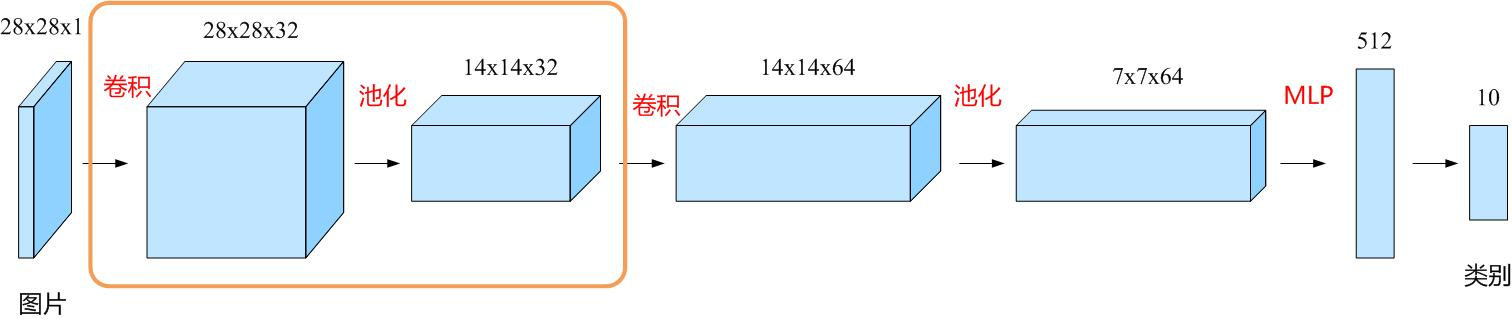 28x28x1
卷积
28x28x32
池化
14x14x32
卷积
14x14x64
池化
7x7x64
MLP
512
10
图片
类别